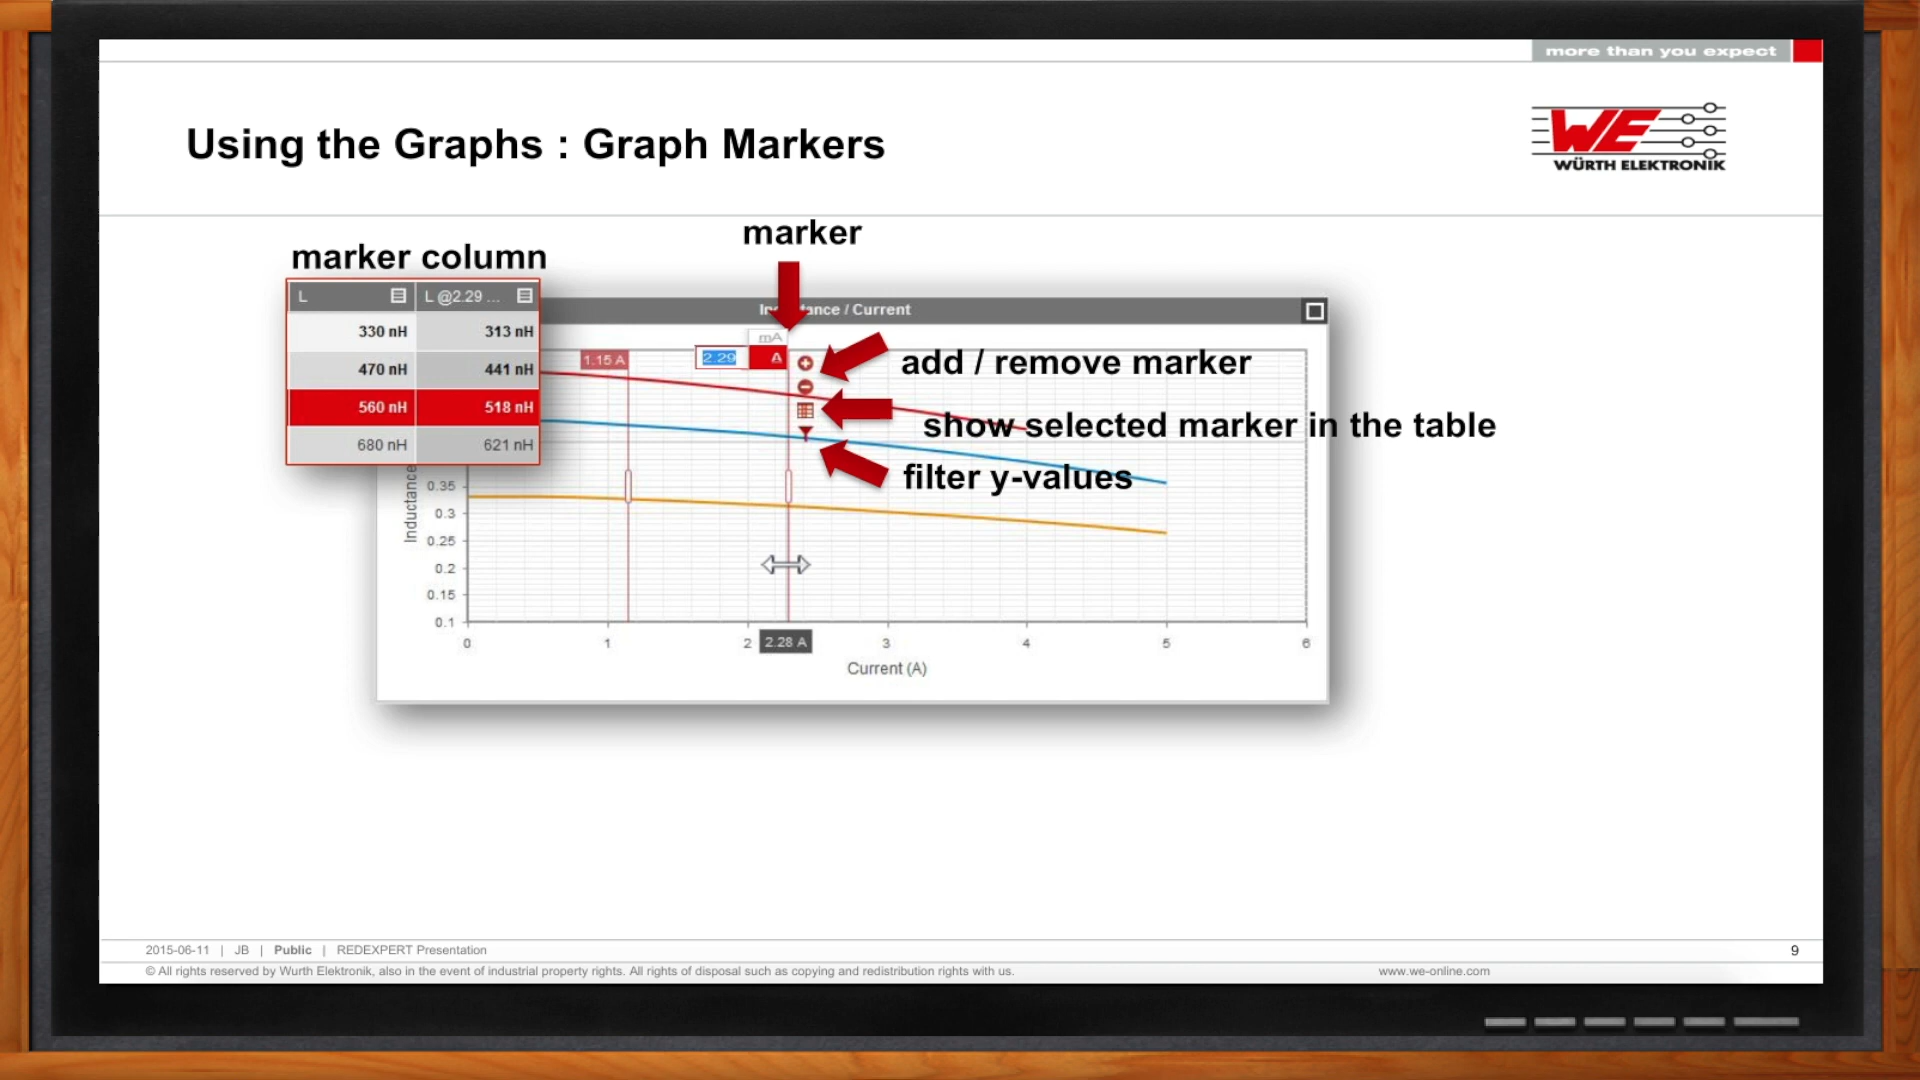 more than you expect
Using the Graphs : Graph Markers
WE
WÜRTH ELEKTRONIK
marker
marker column
L L @2.29 ...
330 nH 313 nH
470 nH 441 nH
560 nH 518 nH
680 nH 621 nH
/ Current
mA
1.15 A
2.29 A
add / remove marker
show selected marker in the table
filter y-values
Inductance
0.35
0.3
0.25
0.2
0.15
0.1
0 1 2 2.28 A 3 4 5 6
Current (A)
2015-06-11 | JB | Public | REDEXPERT Presentation
9
© All rights reserved by Wurth Elektronik, also in the event of industrial property rights. All rights of disposal such as copying and redistribution rights with us.
www.we-online.com